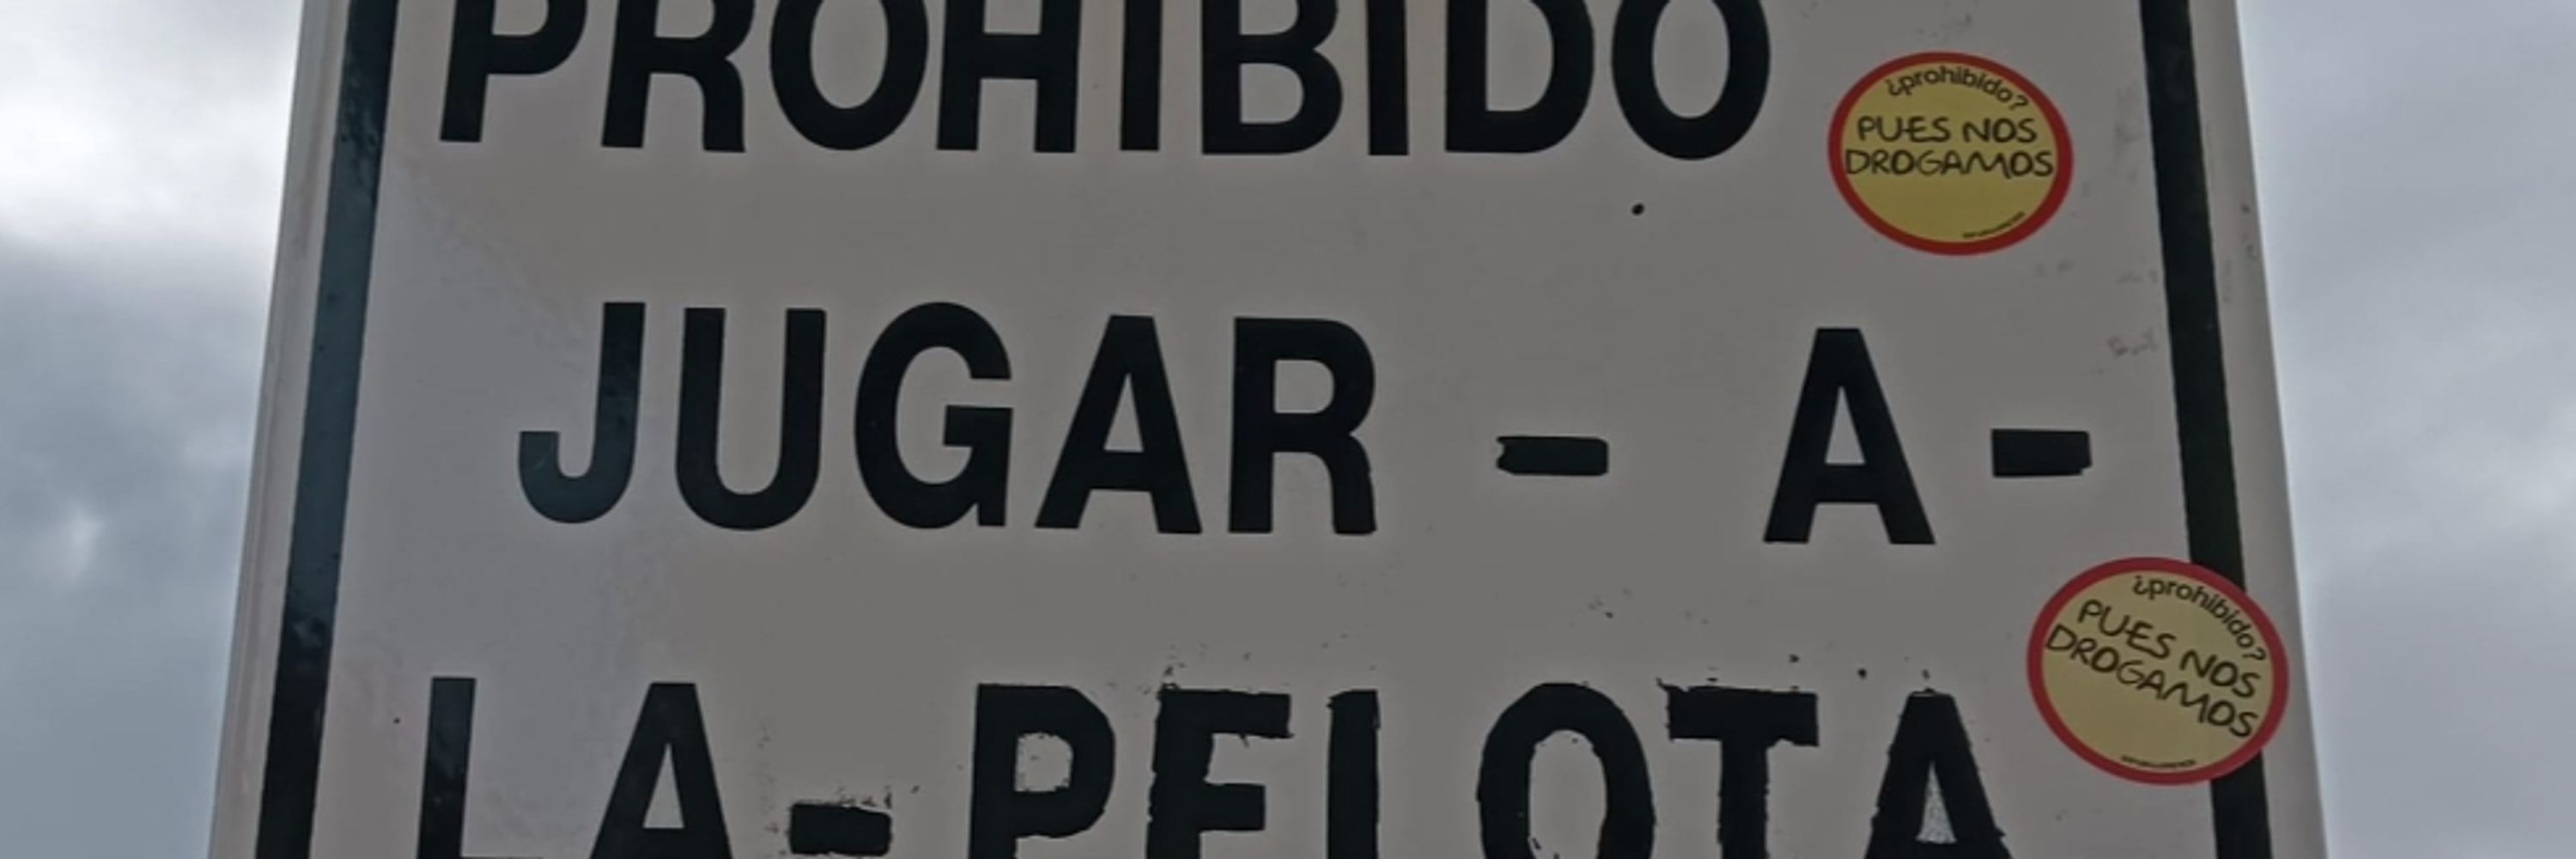 PROHIBIDO
¿prohibido?
PUES NOS
DROGAMOS
JUGAR - A -
¿prohibido?
PUES NOS
DROGAMOS
LA - PELOTA